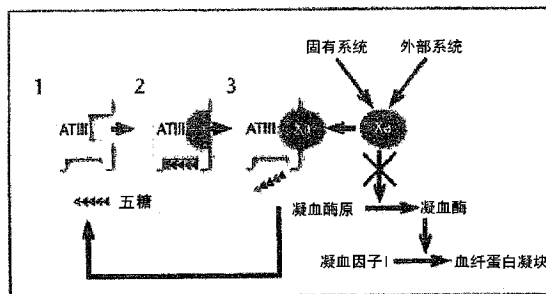 固有系统 外部系统
1 2 3
ATIII ATIII ATIII Xa Xa
五糖
凝血酶原 凝血酶
凝血因子I 血纤蛋白凝块